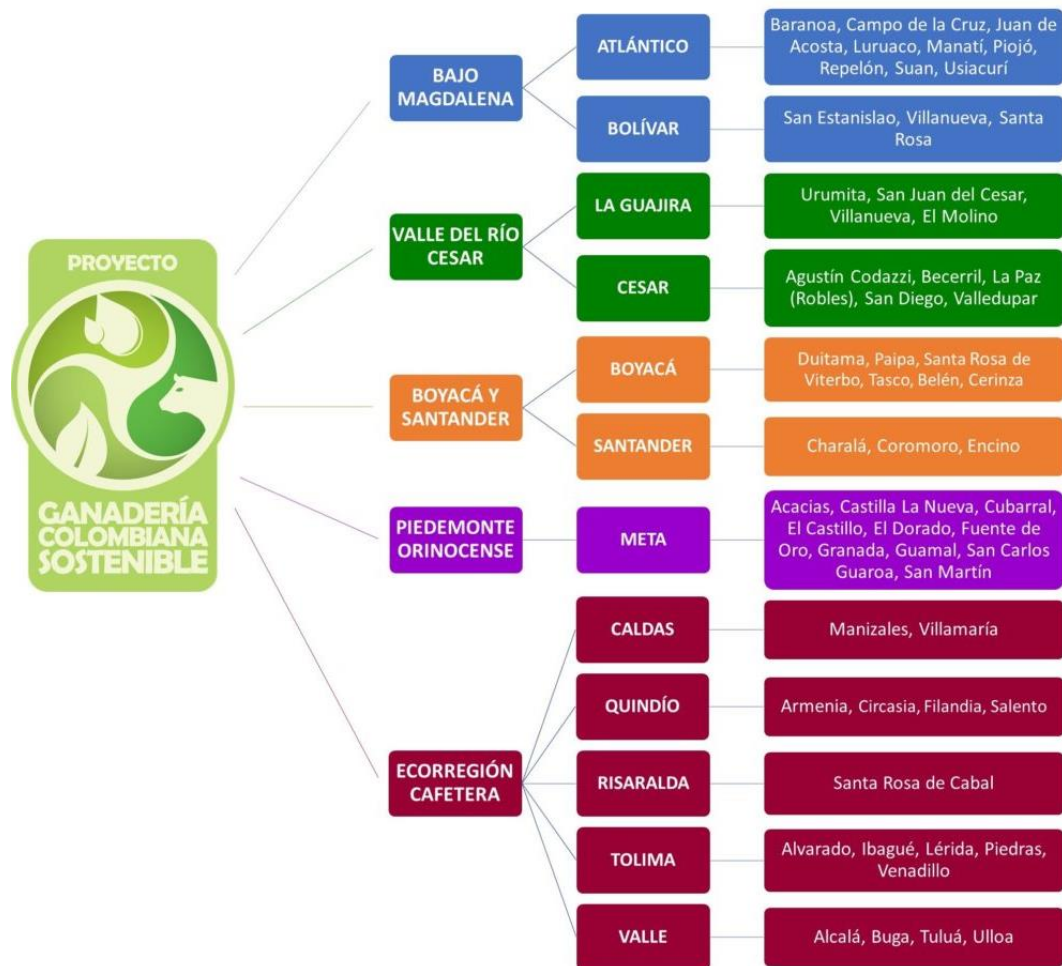 PROYECTO
GANADERÍA
COLOMBIANA
SOSTENIBLE
BAJO
MAGDALENA
ATLÁNTICO
Baranoa, Campo de la Cruz, Juan de
Acosta, Luruaco, Manatí, Piojó,
Repelón, Suan, Usiacurí
BOLÍVAR
San Estanislao, Villanueva, Santa
Rosa
VALLE DEL RÍO
CESAR
LA GUAJIRA
Urumita, San Juan del Cesar,
Villanueva, El Molino
CESAR
Agustín Codazzi, Becerril, La Paz
(Robles), San Diego, Valledupar
BOYACÁ Y
SANTANDER
BOYACÁ
Duitama, Paipa, Santa Rosa de
Viterbo, Tasco, Belén, Cerinza
SANTANDER
Charalá, Coromoro, Encino
PIEDEMONTE
ORINOCENSE
META
Acacias, Castilla La Nueva, Cubarral,
El Castillo, El Dorado, Fuente de
Oro, Granada, Guamal, San Carlos
Guaroa, San Martín
ECORREGIÓN
CAFETERA
CALDAS
Manizales, Villamaría
QUINDÍO
Armenia, Circasia, Filandia, Salento
RISARALDA
Santa Rosa de Cabal
TOLIMA
Alvarado, Ibagué, Lérida, Piedras,
Venadillo
VALLE
Alcalá, Buga, Tuluá, Ulloa